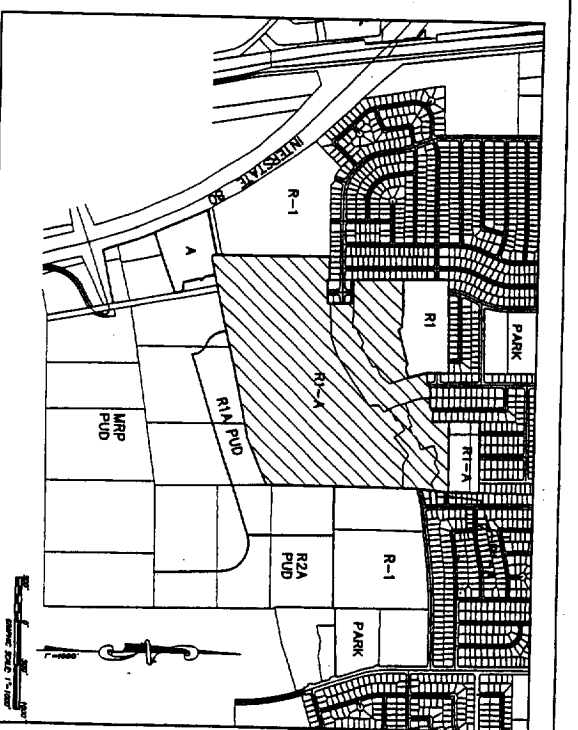 INTERSTATE 80
R-1
A
R1
PARK
R1-A
R1-A
R1A PUD
MRP
PUD
R2A
PUD
R-1
PARK
GRAPHIC SCALE 1"=1000'